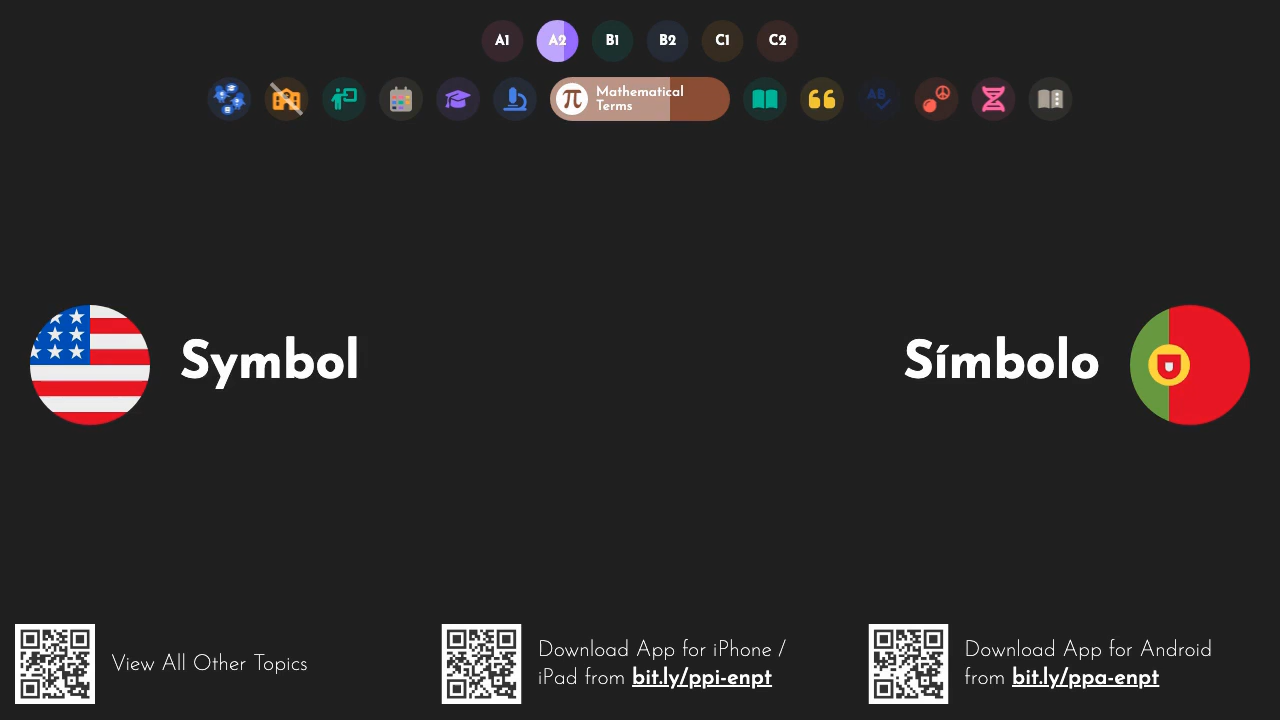 A1 A2 B1 B2 C1 C2
Mathematical
Terms
Symbol
Símbolo
View All Other Topics
Download App for iPhone /
iPad from bit.ly/ppi-enpt
Download App for Android
from bit.ly/ppa-enpt